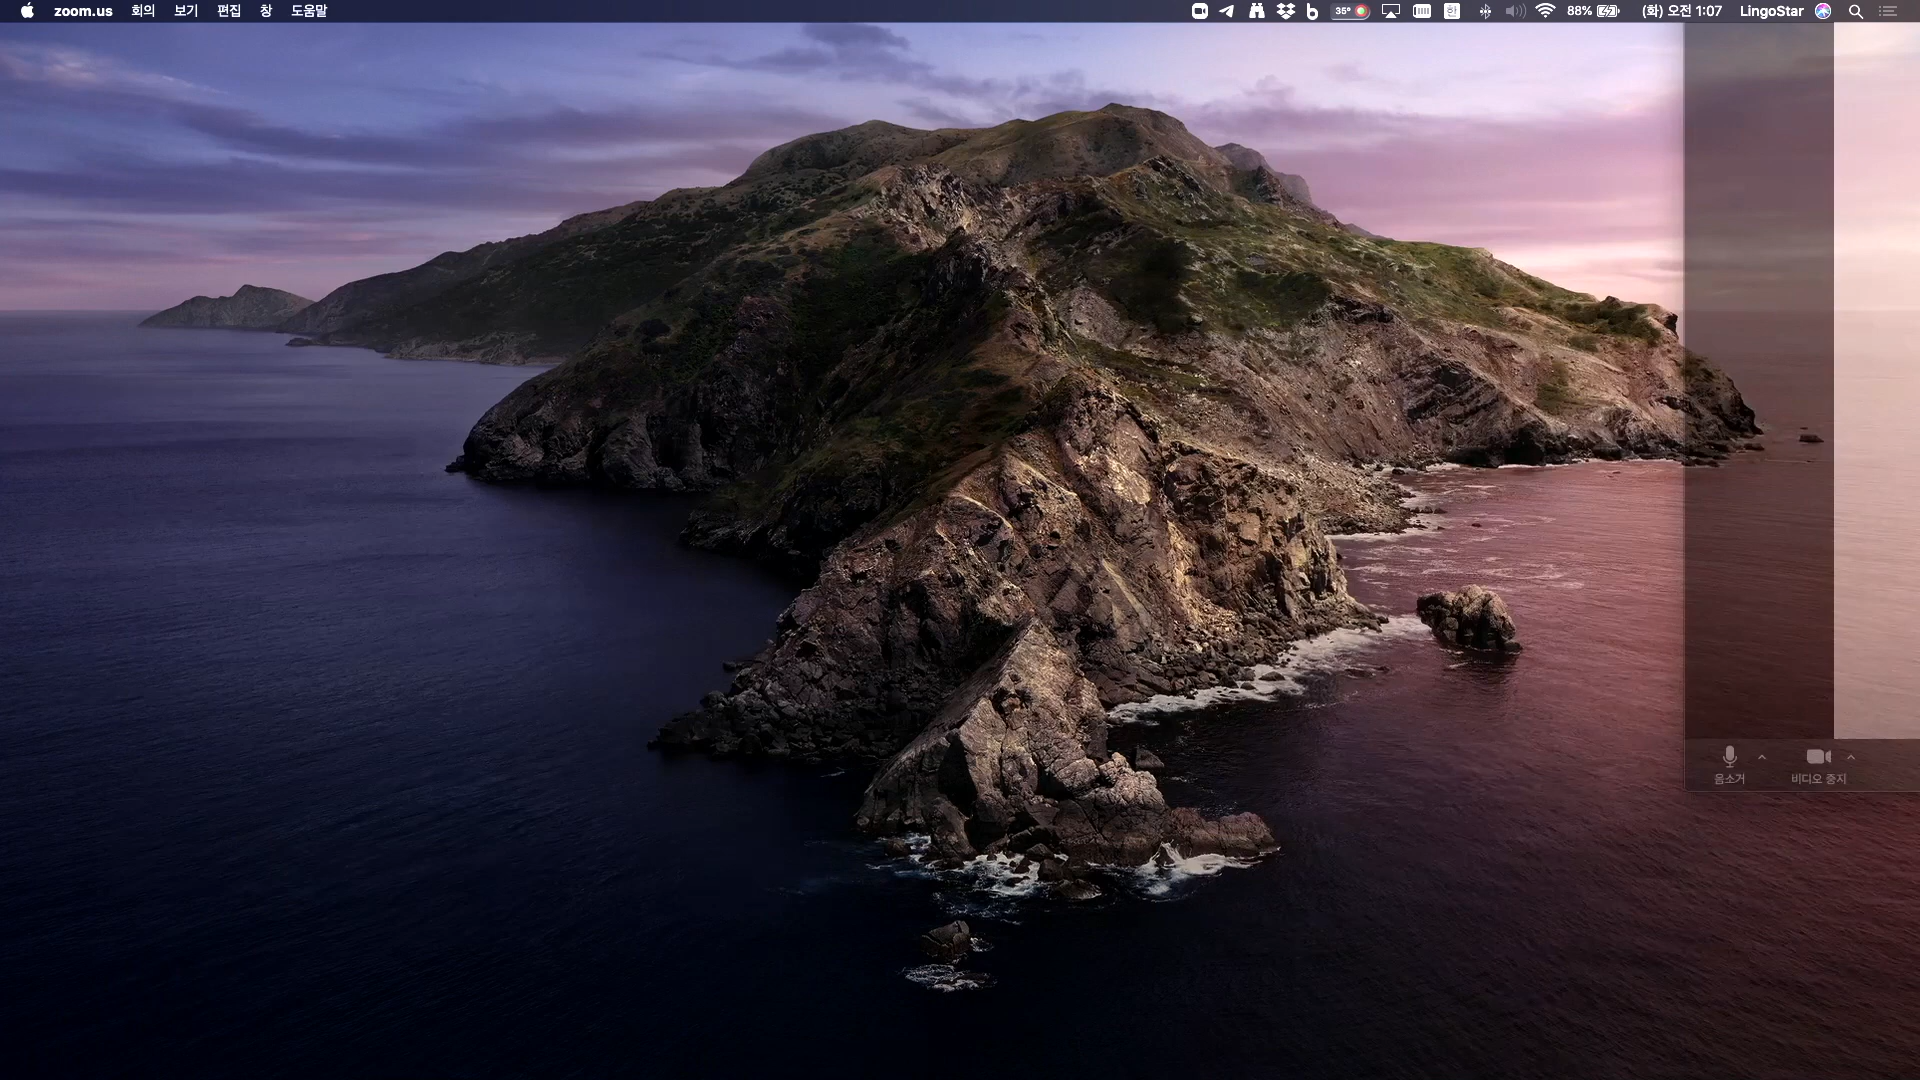 zoom.us 회의 보기 편집 창 도움말 35° 한 88% (화) 오전 1:07 LingoStar
음소거 비디오 중지